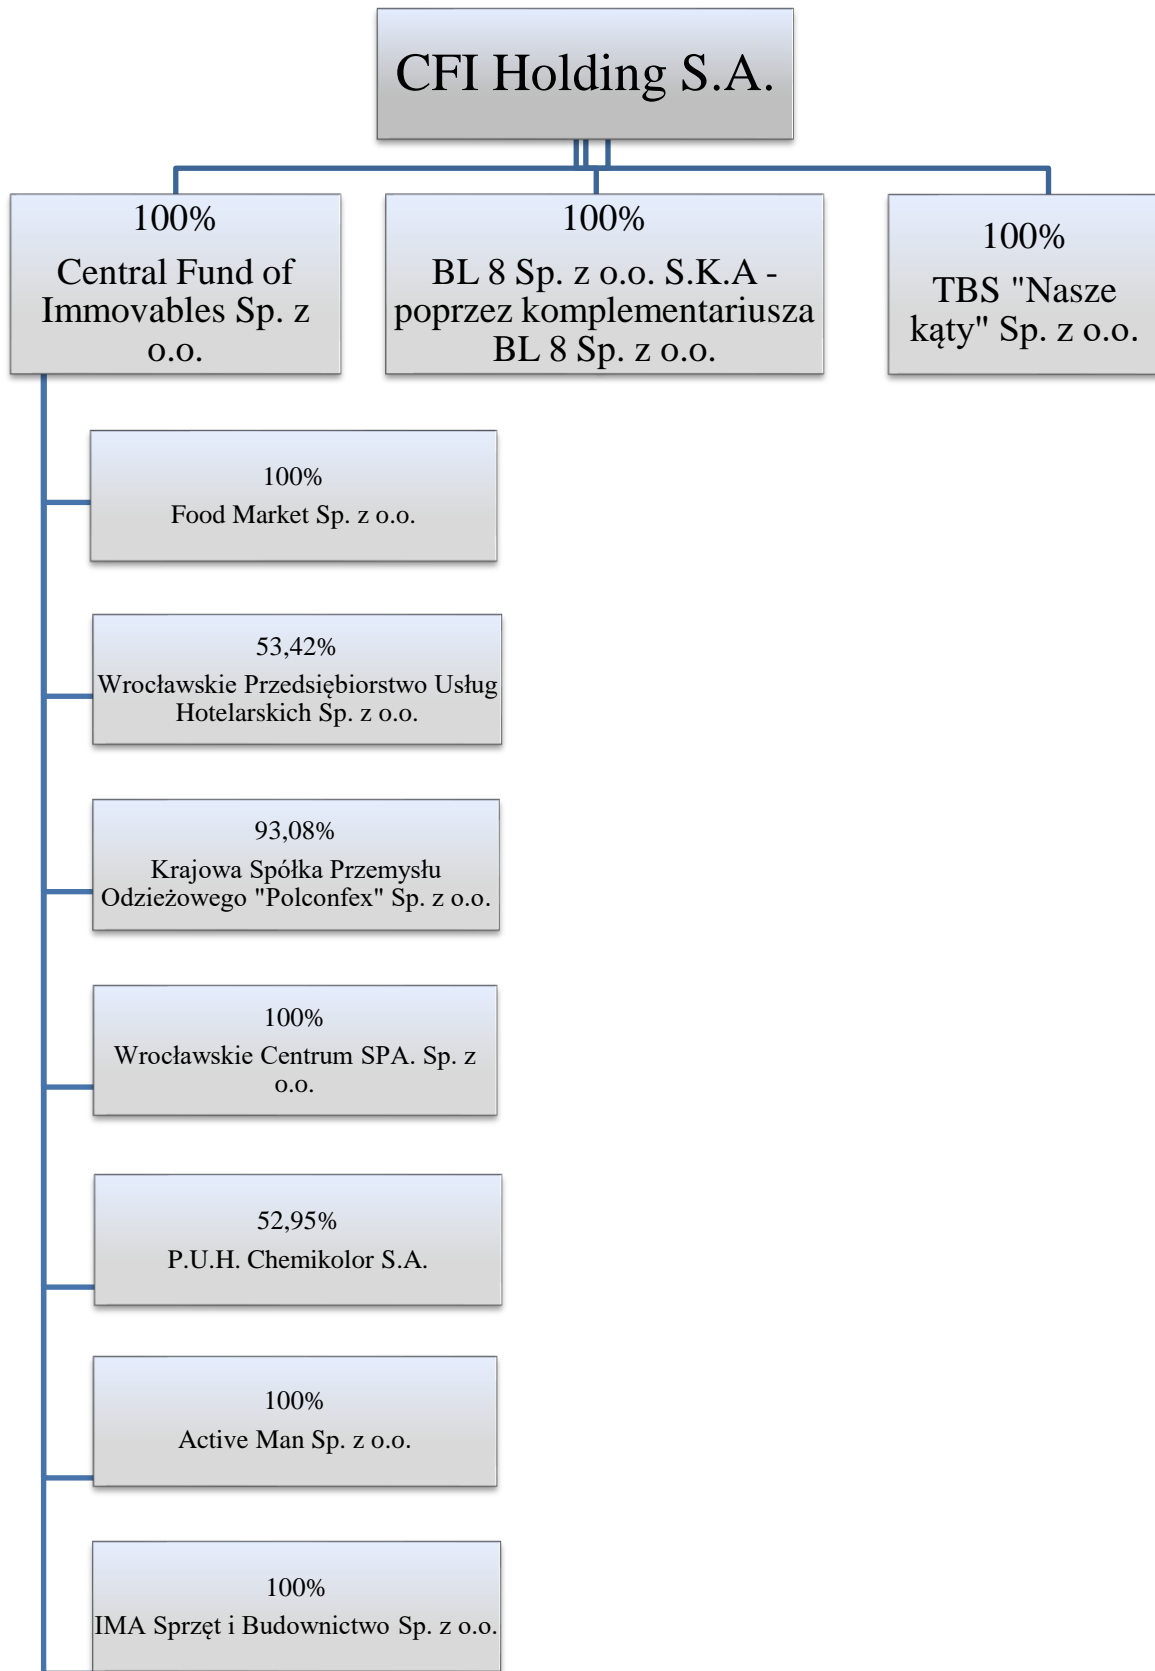 CFI Holding S.A.
100%
Central Fund of
Immovables Sp. z
o.o.
100%
BL 8 Sp. z o.o. S.K.A -
poprzez komplementariusza
BL 8 Sp. z o.o.
100%
TBS "Nasze
kąty" Sp. z o.o.
100%
Food Market Sp. z o.o.
53,42%
Wrocławskie Przedsiębiorstwo Usług
Hotelarskich Sp. z o.o.
93,08%
Krajowa Spółka Przemysłu
Odzieżowego "Polconfex" Sp. z o.o.
100%
Wrocławskie Centrum SPA. Sp. z
o.o.
52,95%
P.U.H. Chemikolor S.A.
100%
Active Man Sp. z o.o.
100%
IMA Sprzęt i Budownictwo Sp. z o.o.